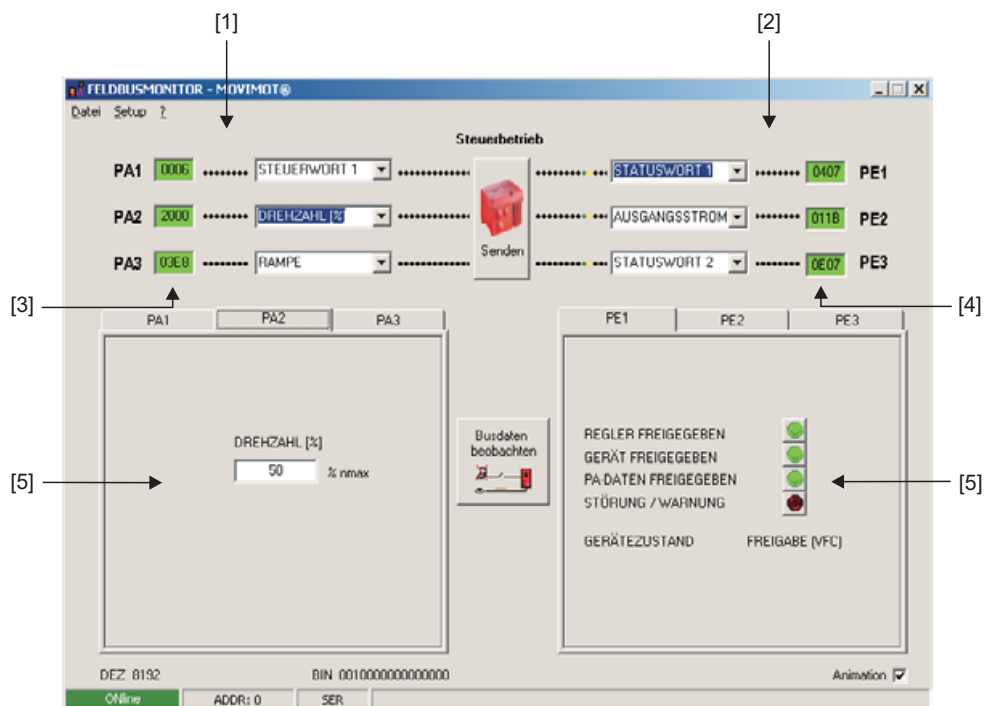 [1] [2]
FELDBUSMONITOR - MOVIMOT®
Datei Setup ?
Steuerbetrieb
PA1 0006 STEUERWORT 1 STATUSWORT 1 0407 PE1
PA2 2000 DREHZAHL [%] AUSGANGSSTROM 011B PE2
PA3 03E8 RAMPE Senden STATUSWORT 2 0E07 PE3
[3] [4]
PA1 PA2 PA3 PE1 PE2 PE3
DREHZAHL [%]
50 % nmax
Busdaten
beobachten
REGLER FREIGEGEBEN
GERÄT FREIGEGEBEN
PA-DATEN FREIGEGEBEN
STÖRUNG / WARNUNG
[5] [5]
GERÄTEZUSTAND FREIGABE (VFC)
DEZ 8192 BIN 0010000000000000 Animation
ONline ADDR: 0 SER